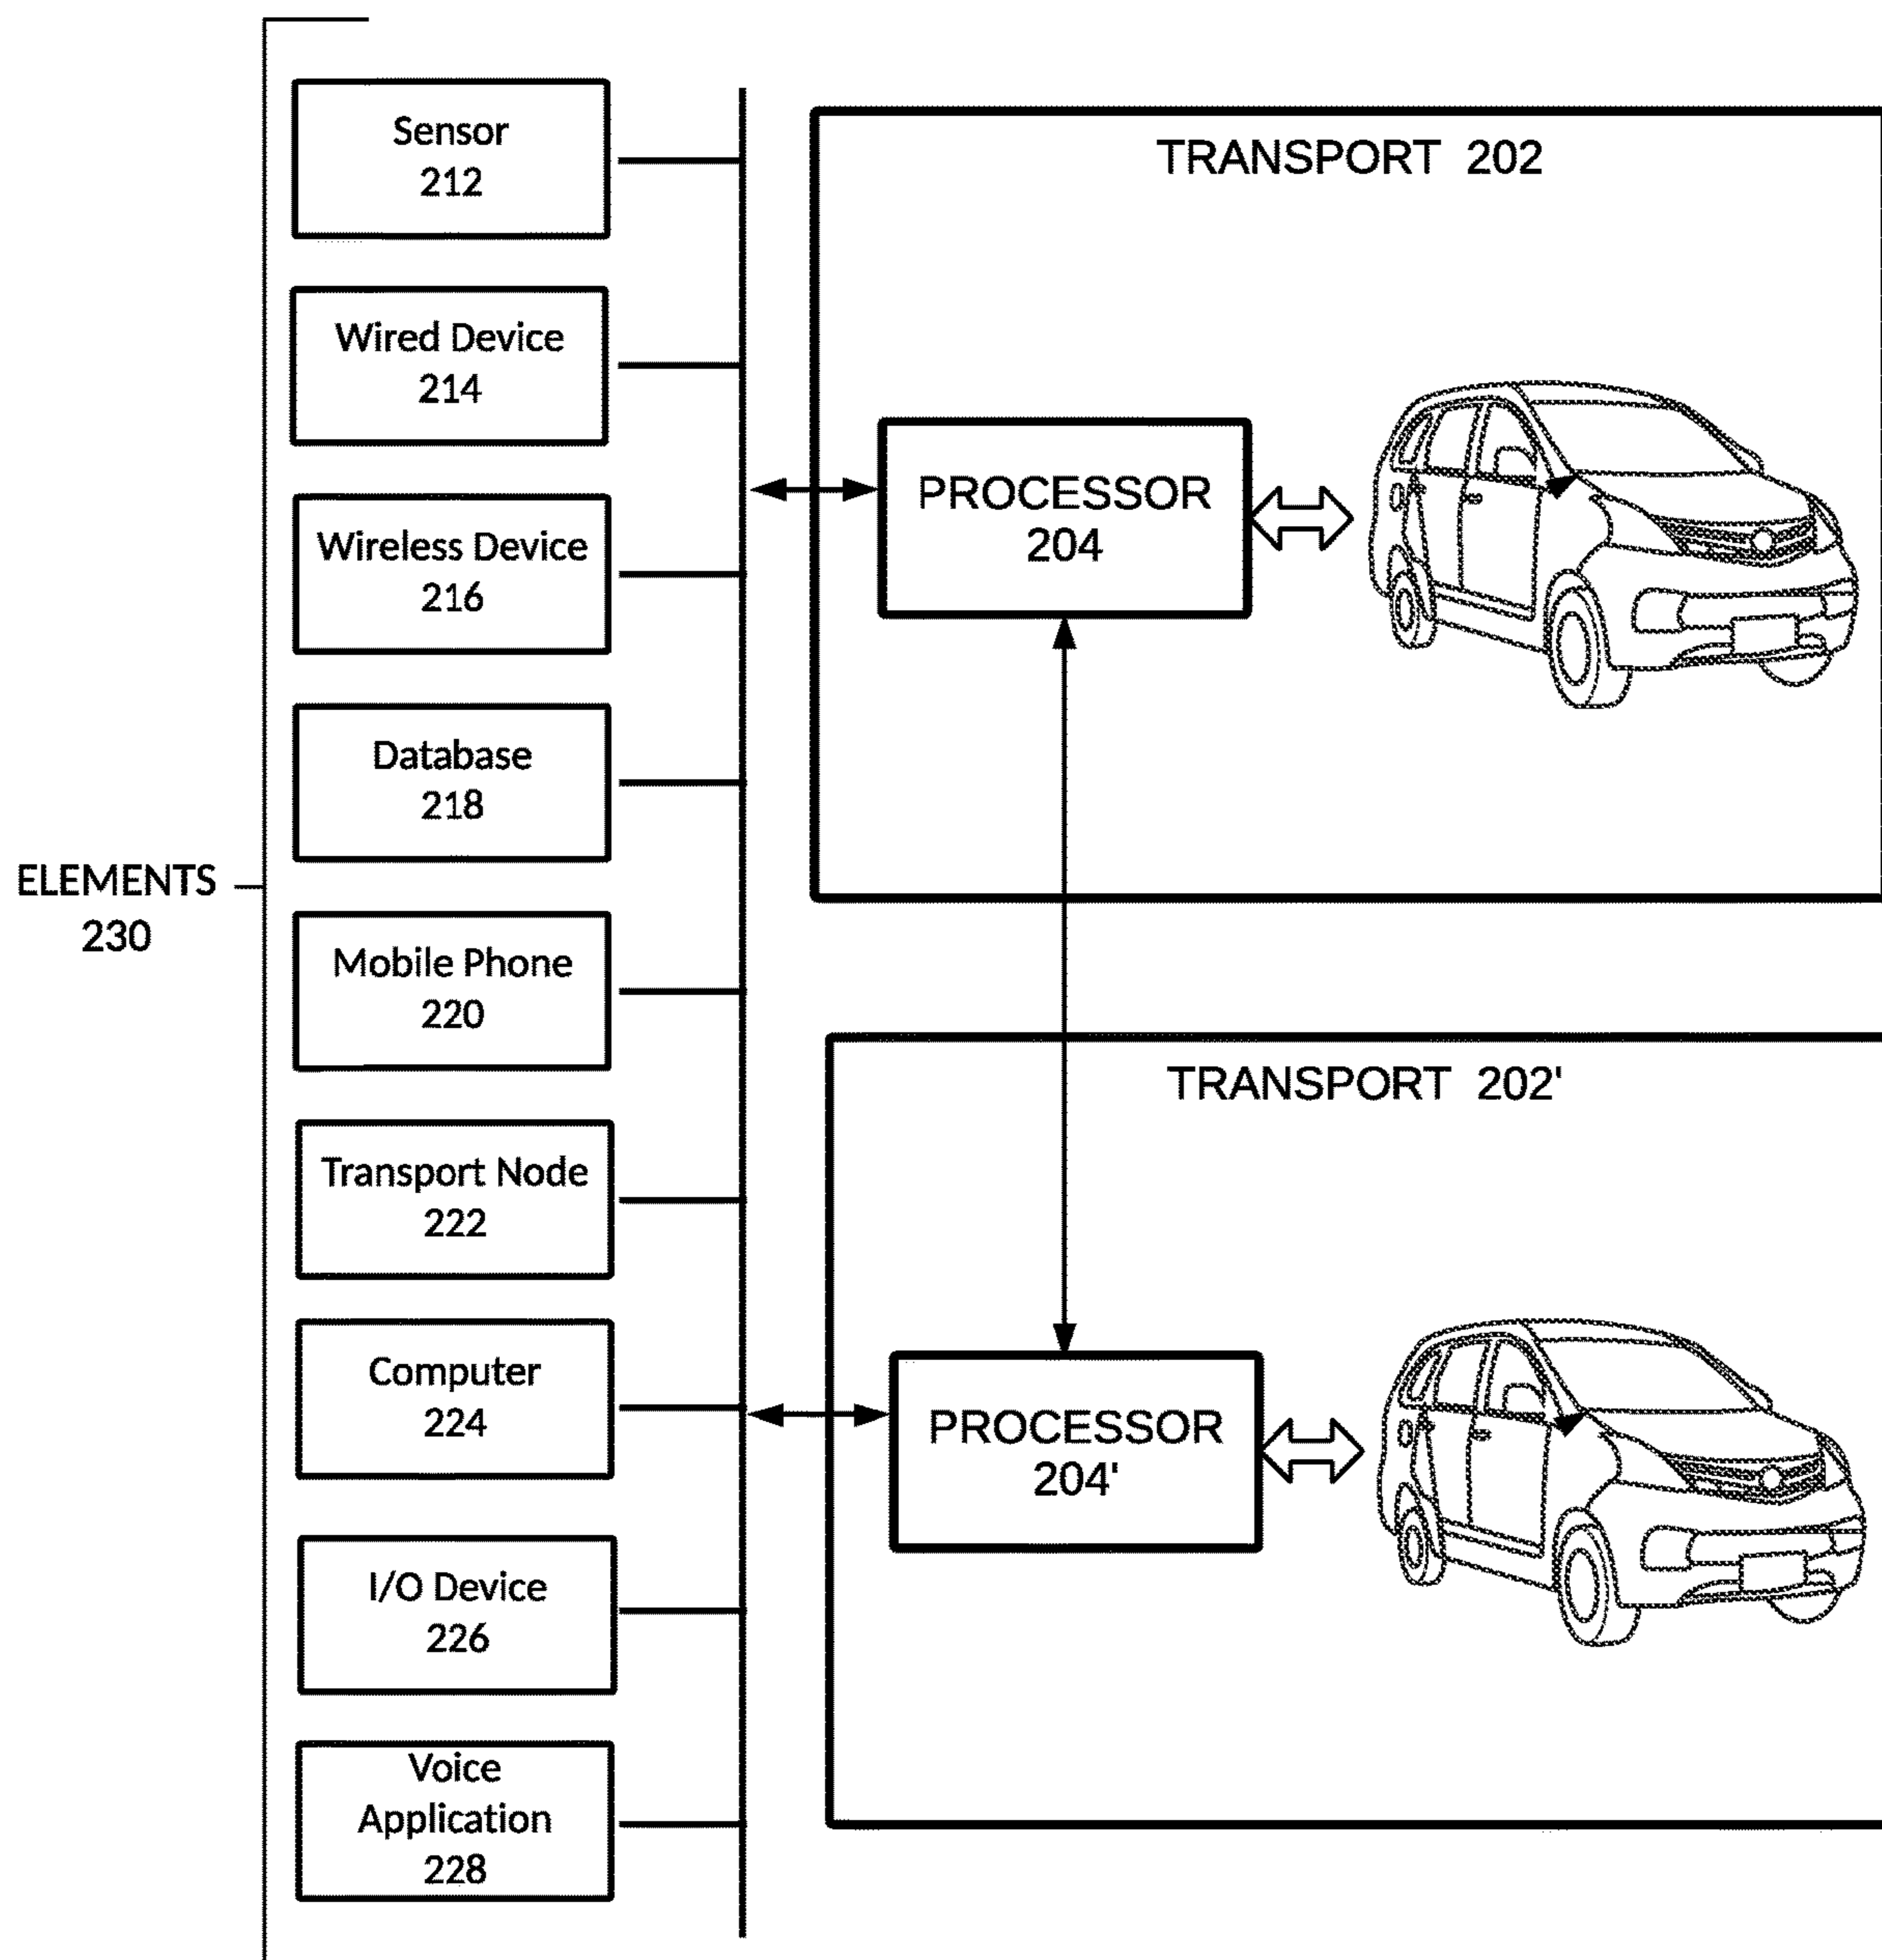 Sensor
212
Wired Device
214
Wireless Device
216
Database
218
ELEMENTS
230
Mobile Phone
220
Transport Node
222
Computer
224
I/O Device
226
Voice
Application
228
TRANSPORT 202
PROCESSOR
204
TRANSPORT 202'
PROCESSOR
204'